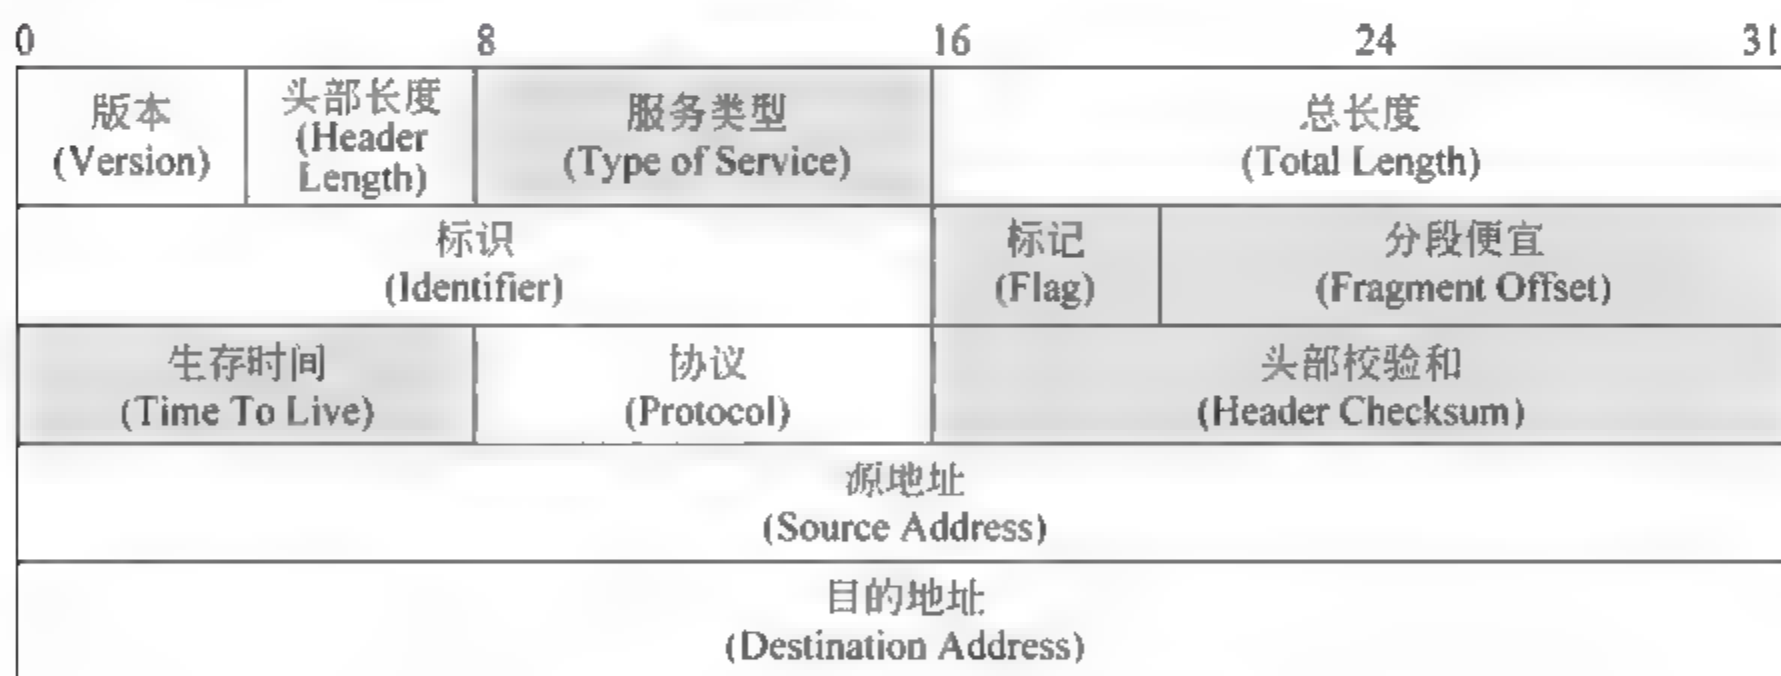 0 8 16 24 31
版本 头部长度 服务类型 总长度
(Version) (Header Length) (Type of Service) (Total Length)
标识 标记 分段便宜
(Identifier) (Flag) (Fragment Offset)
生存时间 协议 头部校验和
(Time To Live) (Protocol) (Header Checksum)
源地址
(Source Address)
目的地址
(Destination Address)